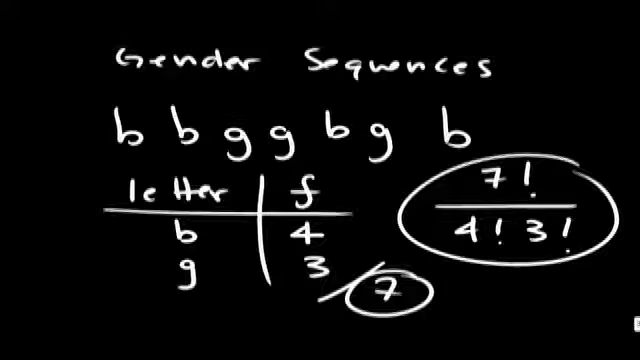 Gender Sequences
b b g g b g b
letter f
b 4
g 3
7
7!
4! 3!